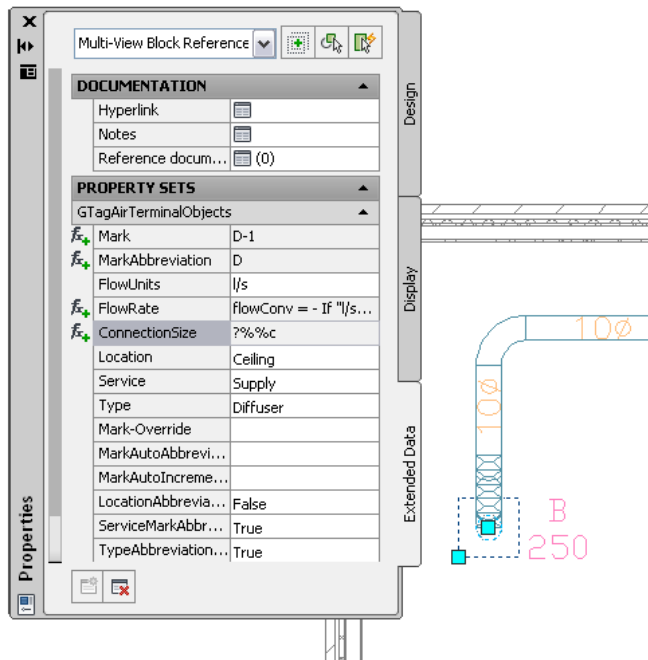 Multi-View Block Reference
DOCUMENTATION
Hyperlink
Notes
Reference docum... (0)
PROPERTY SETS
GTagAirTerminalObjects
Mark D-1
MarkAbbreviation D
FlowUnits l/s
FlowRate flowConv = - If "l/s...
ConnectionSize ?%%c
Location Ceiling
Service Supply
Type Diffuser
Mark-Override
MarkAutoAbbrevi...
MarkAutoIncreme...
LocationAbbrevia... False
ServiceMarkAbbr... True
TypeAbbreviation... True
Properties
Design
Display
Extended Data
10ø
10ø
B
250